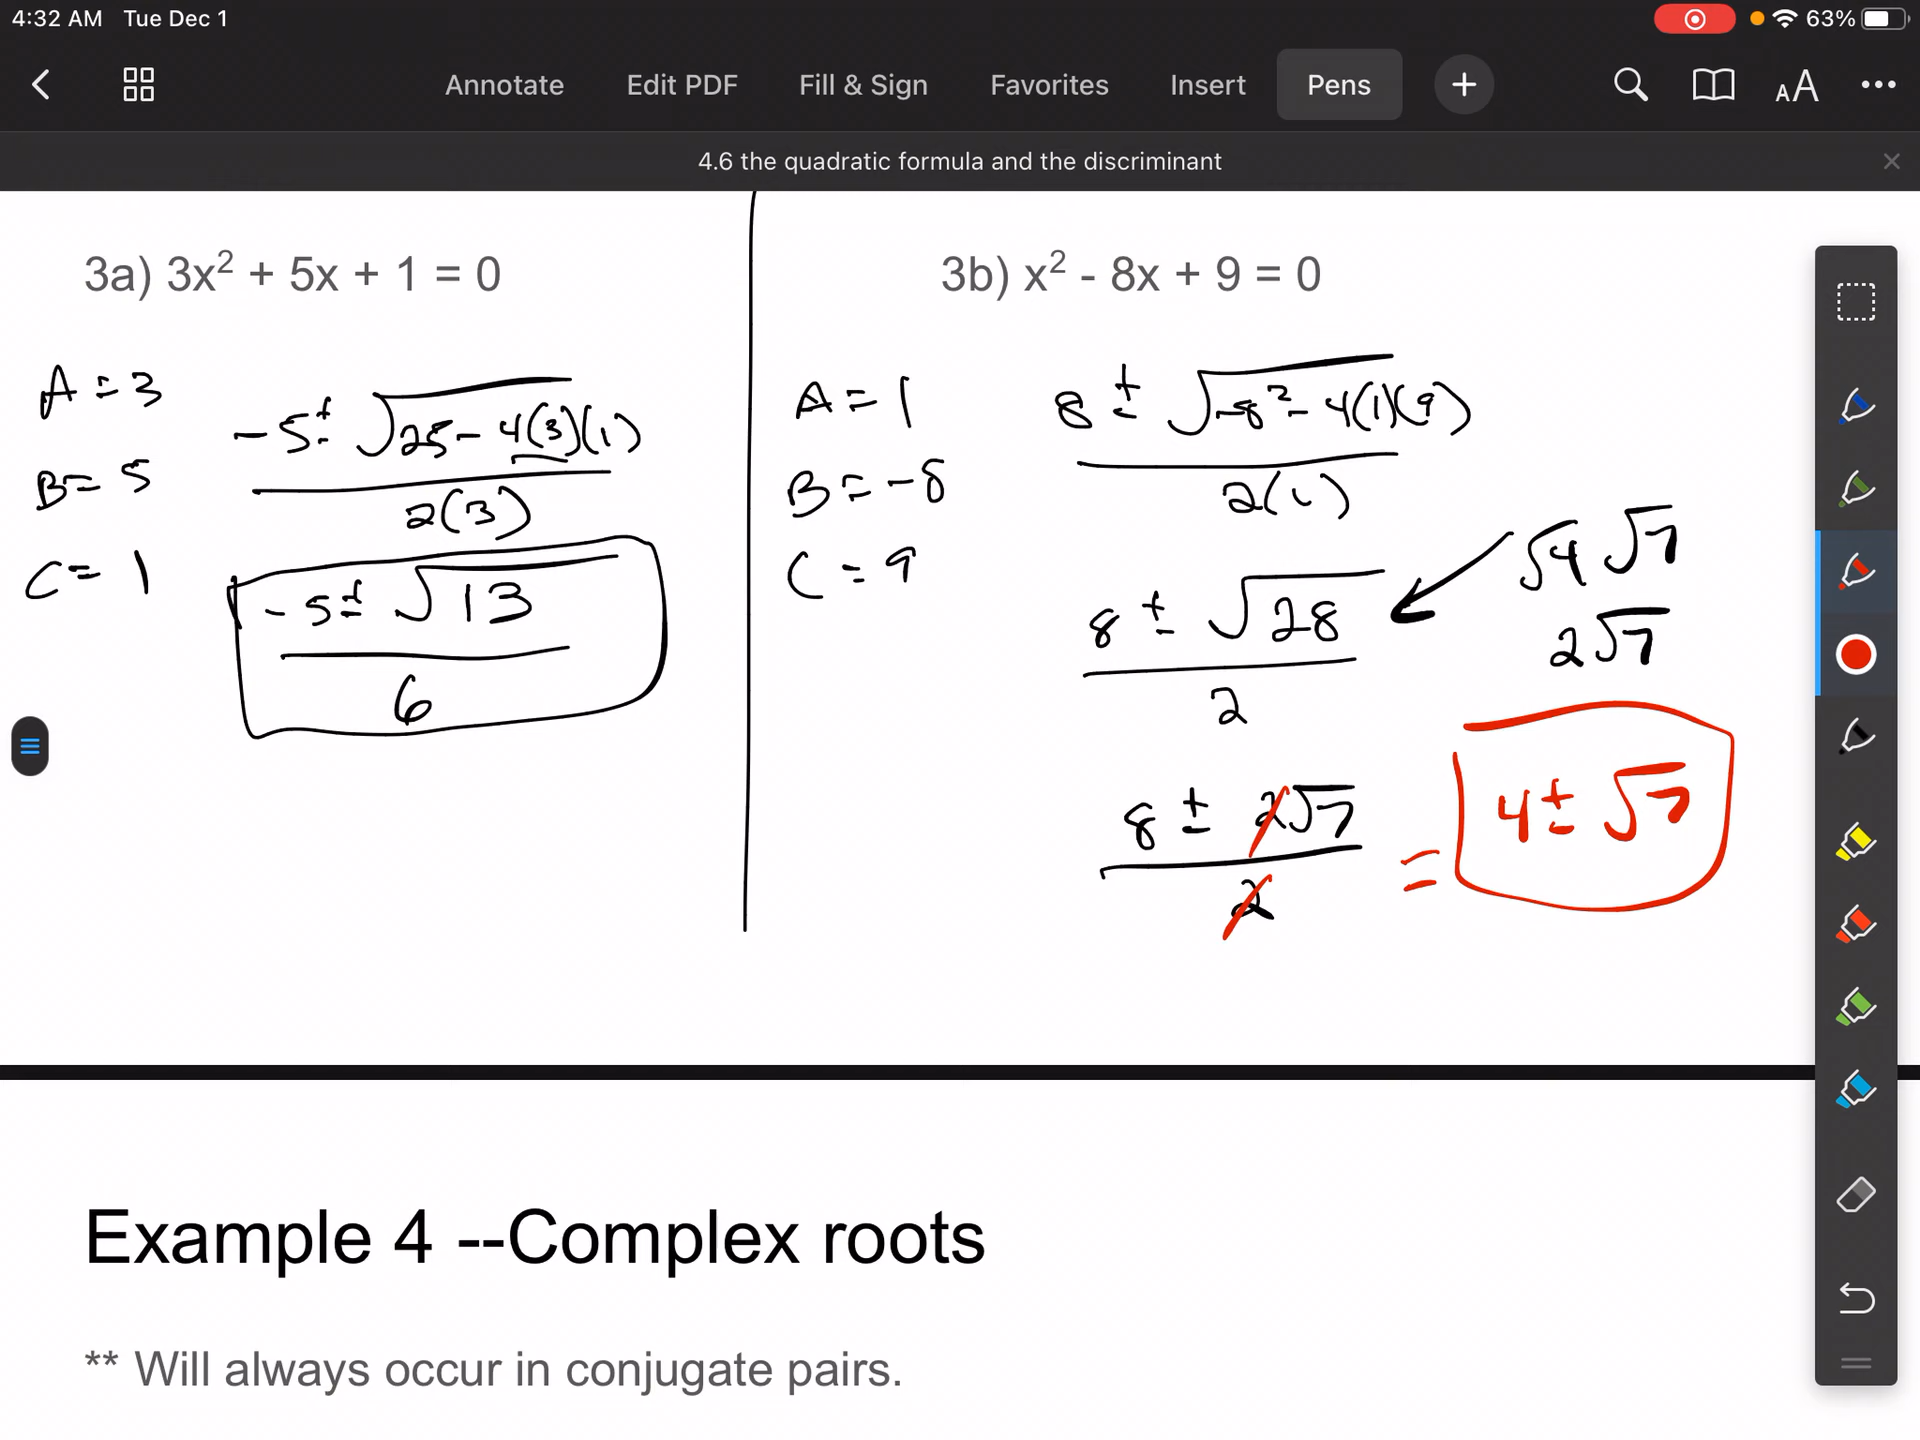 4:32 AM Tue Dec 1 63%
Annotate Edit PDF Fill & Sign Favorites Insert Pens + AA
4.6 the quadratic formula and the discriminant
3a) 3x² + 5x + 1 = 0
A = 3
B = 5
C = 1
-5 ± √25 - 4(3)(1)
2(3)
-5 ± √13
6
3b) x² - 8x + 9 = 0
A = 1
B = -8
C = 9
8 ± √-8² - 4(1)(9)
2(1)
8 ± √28
2
√4 √7
2√7
8 ± 2√7
2
= 4 ± √7
Example 4 --Complex roots
** Will always occur in conjugate pairs.